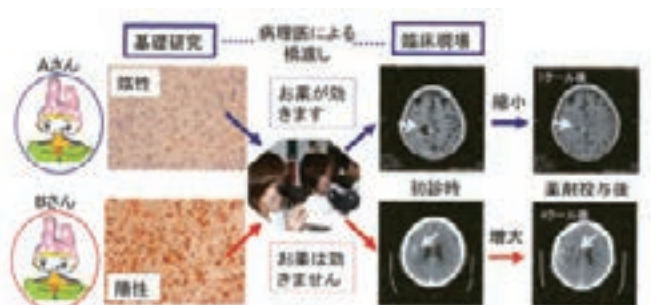 基礎研究
病理医による
橋渡し
臨床現場
Aさん
陰性
お薬が効
きます
縮小
1クール後
初診時
薬剤投与後
Bさん
陽性
お薬は効
きません
増大
4クール後